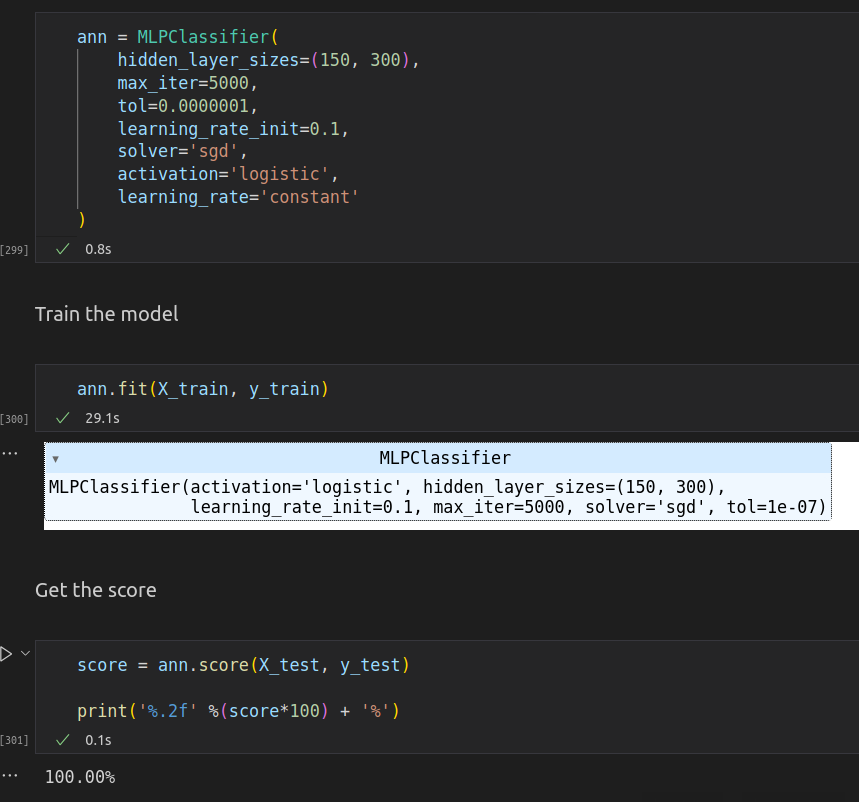 ann = MLPClassifier(
    hidden_layer_sizes=(150, 300),
    max_iter=5000,
    tol=0.0000001,
    learning_rate_init=0.1,
    solver='sgd',
    activation='logistic',
    learning_rate='constant'
)
[299] ✓ 0.8s
Train the model
ann.fit(X_train, y_train)
[300] ✓ 29.1s
... ▾ MLPClassifier
MLPClassifier(activation='logistic', hidden_layer_sizes=(150, 300),
              learning_rate_init=0.1, max_iter=5000, solver='sgd', tol=1e-07)
Get the score
score = ann.score(X_test, y_test)
print('%.2f' %(score*100) + '%')
[301] ✓ 0.1s
... 100.00%